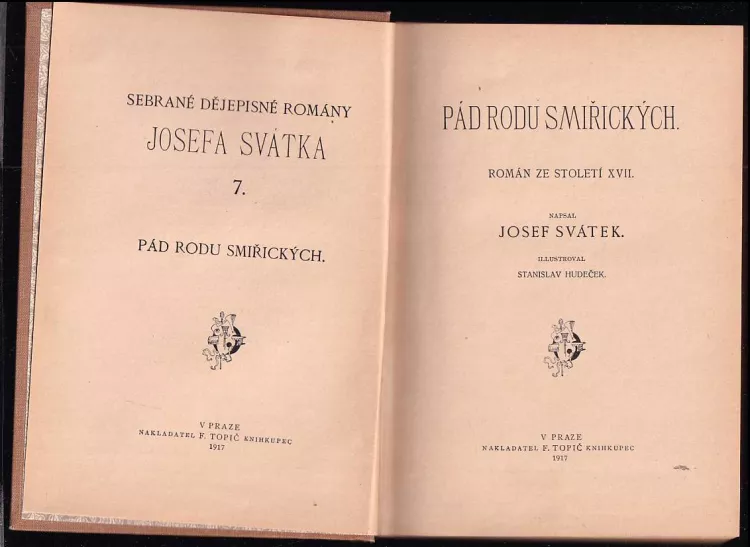 SEBRANÉ DĚJEPISNÉ ROMÁNY
JOSEFA SVÁTKA
7.
PÁD RODU SMIŘICKÝCH.
V PRAZE
NAKLADATEL F. TOPIČ KNIHKUPEC
1917
PÁD RODU SMIŘICKÝCH.
ROMÁN ZE STOLETÍ XVII.
NAPSAL
JOSEF SVÁTEK.
ILLUSTROVAL
STANISLAV HUDEČEK.
V PRAZE
NAKLADATEL F. TOPIČ KNIHKUPEC
1917